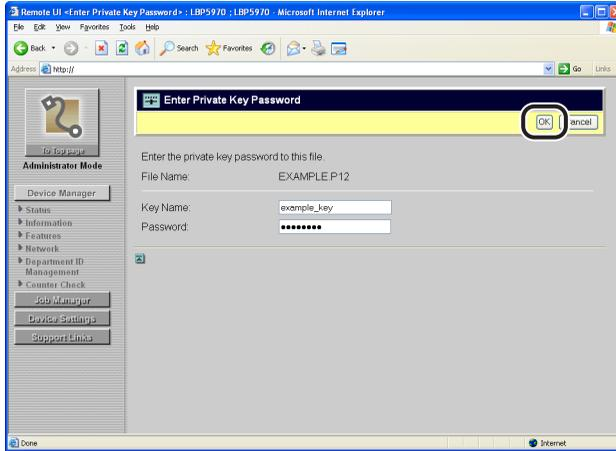 Remote UI <Enter Private Key Password> : LBP5970 ; LBP5970 - Microsoft Internet Explorer
File Edit View Favorites Tools Help
Back Search Favorites
Address http:// Go Links
To Top page
Administrator Mode
Device Manager
Status
Information
Features
Network
Department ID
Management
Counter Check
Job Manager
Device Settings
Support Links
Enter Private Key Password
OK Cancel
Enter the private key password to this file.
File Name: EXAMPLE.P12
Key Name: example_key
Password: ●●●●●●●●
Done Internet